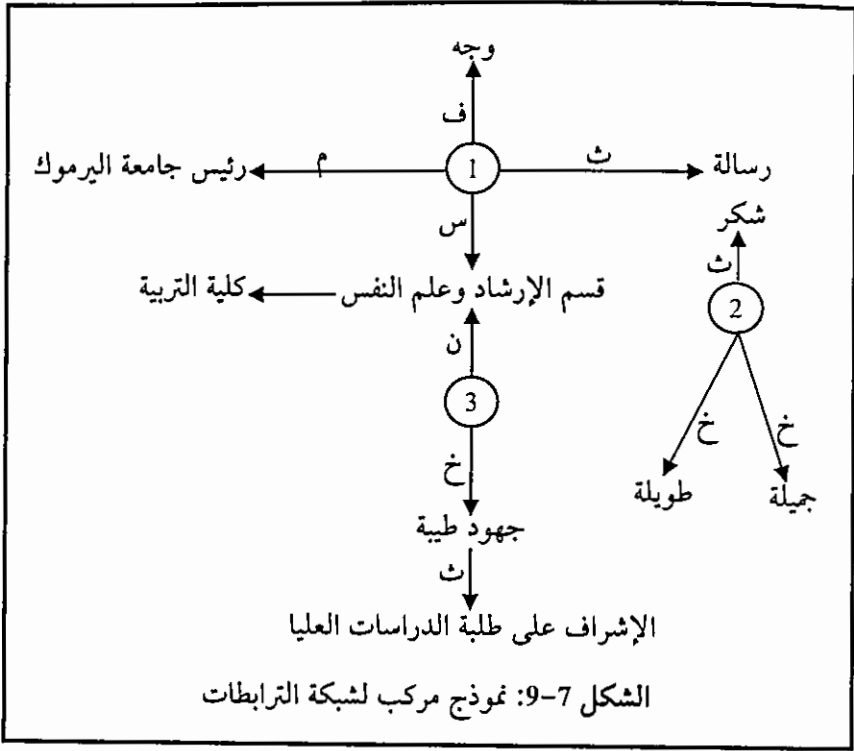 وجه
ف
رئيس جامعة اليرموك م 1 ث رسالة
س
شكر
ث
2
قسم الإرشاد وعلم النفس كلية التربية
ن
3
خ
خ خ
جميلة طويلة
جهود طيبة
ث
الإشراف على طلبة الدراسات العليا
الشكل 7-9: نموذج مركب لشبكة الترابطات